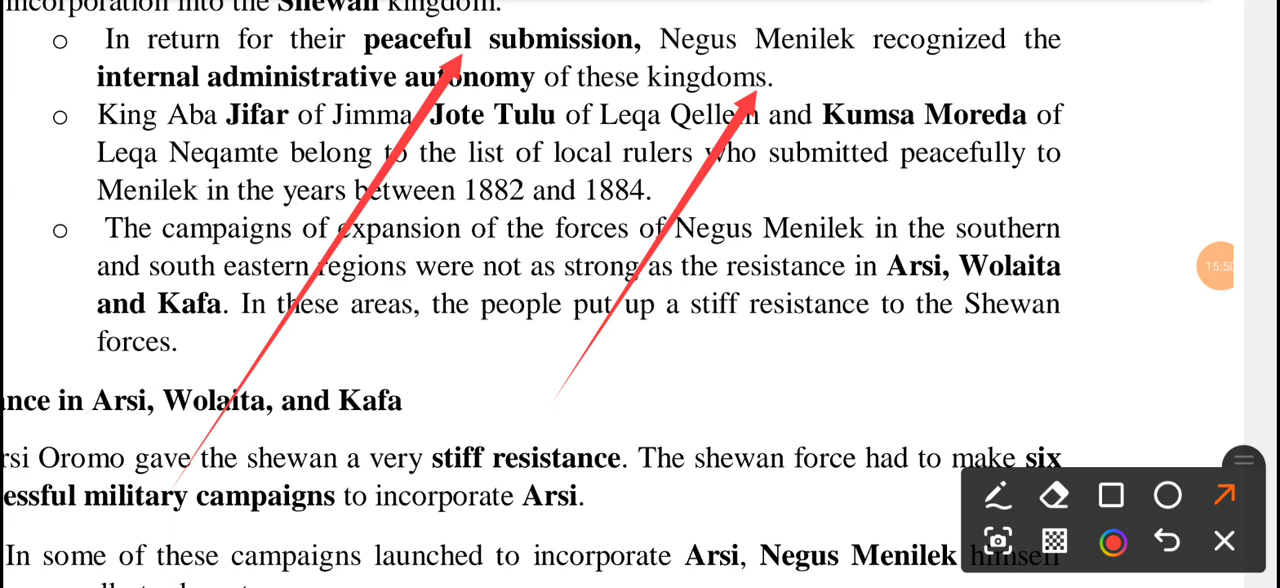 incorporation into the Shewan kingdom.
o In return for their peaceful submission, Negus Menilek recognized the
internal administrative autonomy of these kingdoms.
o King Aba Jifar of Jimma, Jote Tulu of Leqa Qellem and Kumsa Moreda of
Leqa Neqamte belong to the list of local rulers who submitted peacefully to
Menilek in the years between 1882 and 1884.
o The campaigns of expansion of the forces of Negus Menilek in the southern
and south eastern regions were not as strong as the resistance in Arsi, Wolaita
and Kafa. In these areas, the people put up a stiff resistance to the Shewan
forces.
15:50
nce in Arsi, Wolaita, and Kafa
rsi Oromo gave the shewan a very stiff resistance. The shewan force had to make six
essful military campaigns to incorporate Arsi.
In some of these campaigns launched to incorporate Arsi, Negus Menilek himself